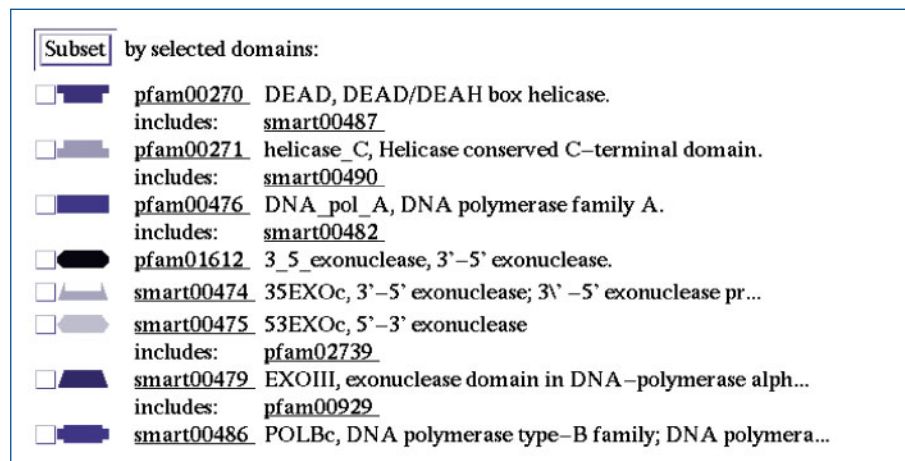 Subset by selected domains:
pfam00270 DEAD, DEAD/DEAH box helicase.
includes: smart00487
pfam00271 helicase_C, Helicase conserved C–terminal domain.
includes: smart00490
pfam00476 DNA_pol_A, DNA polymerase family A.
includes: smart00482
pfam01612 3_5_exonuclease, 3’–5’ exonuclease.
smart00474 35EXOc, 3’–5’ exonuclease; 3\’ –5’ exonuclease pr...
smart00475 53EXOc, 5’–3’ exonuclease
includes: pfam02739
smart00479 EXOIII, exonuclease domain in DNA–polymerase alph...
includes: pfam00929
smart00486 POLBc, DNA polymerase type–B family; DNA polymera...